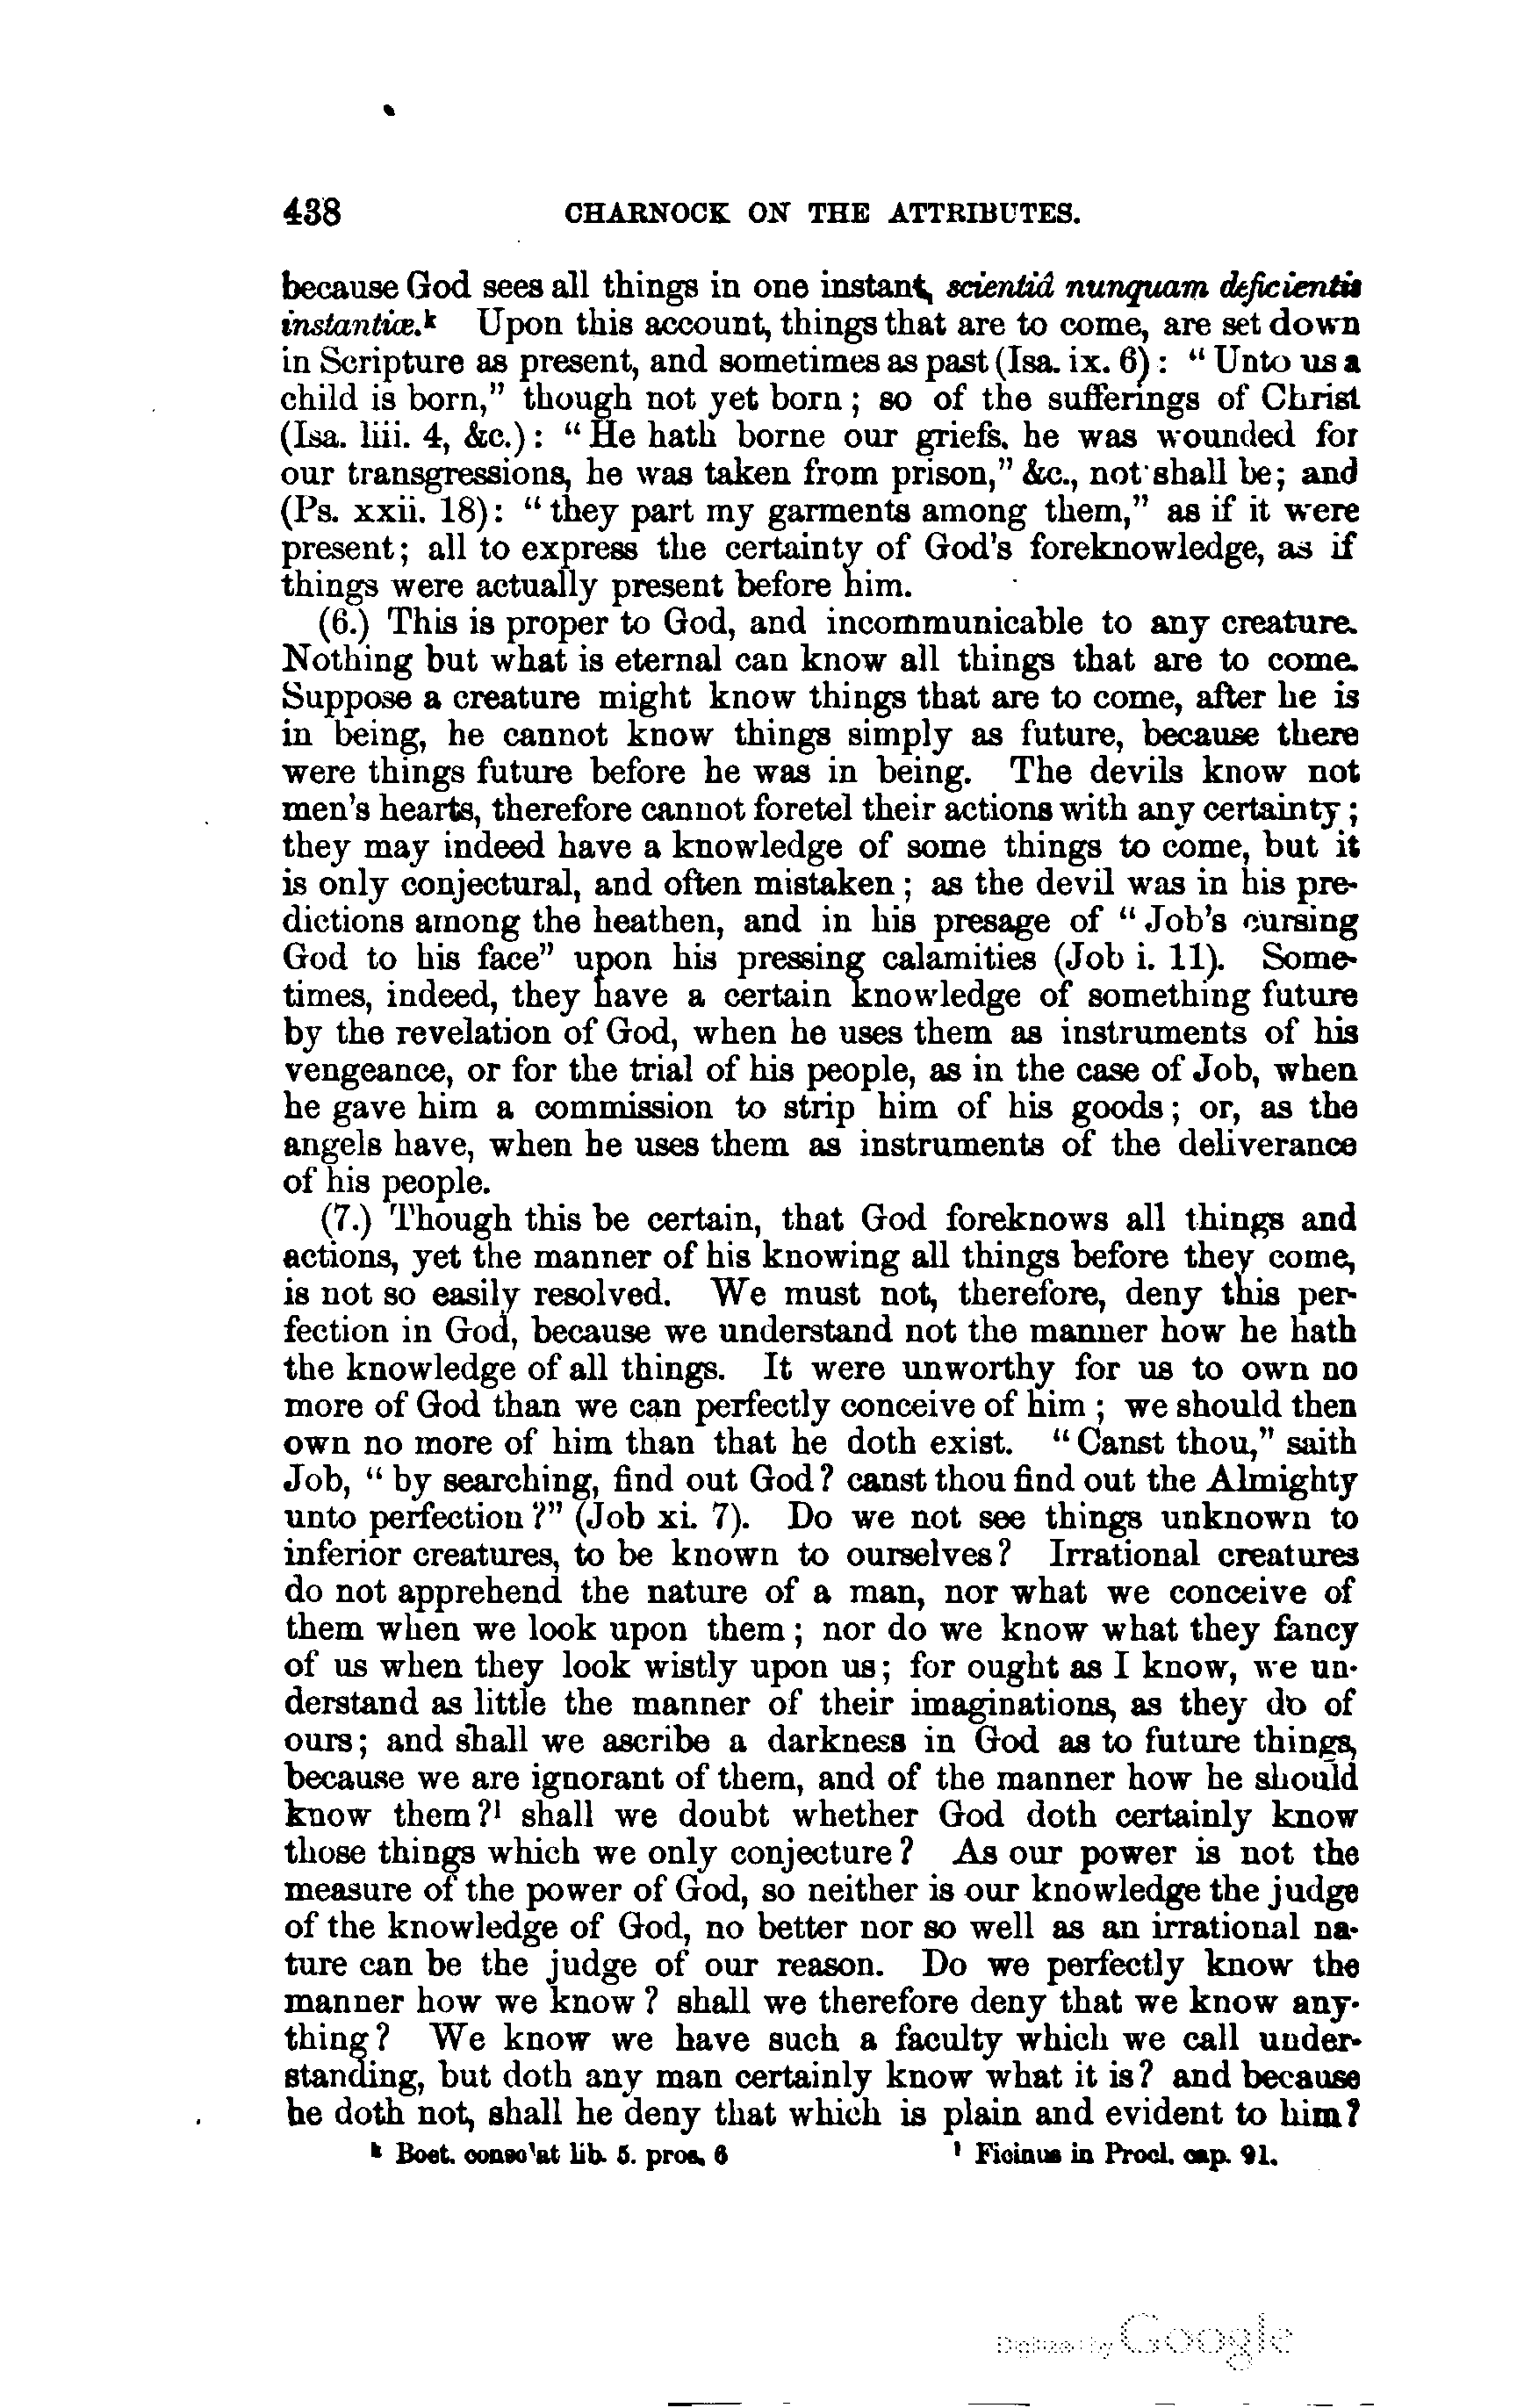 438 CHARNOCK ON THE ATTRIBUTES.
because God sees all things in one instant, scientiâ nunquam deficientis
instantiæ.k Upon this account, things that are to come, are set down
in Scripture as present, and sometimes as past (Isa. ix. 6): “Unto us a
child is born,” though not yet born; so of the sufferings of Christ
(Isa. liii. 4, &c.): “He hath borne our griefs, he was wounded for
our transgressions, he was taken from prison,” &c., not shall be; and
(Ps. xxii. 18): “they part my garments among them,” as if it were
present; all to express the certainty of God's foreknowledge, as if
things were actually present before him.
(6.) This is proper to God, and incommunicable to any creature.
Nothing but what is eternal can know all things that are to come.
Suppose a creature might know things that are to come, after he is
in being, he cannot know things simply as future, because there
were things future before he was in being. The devils know not
men's hearts, therefore cannot foretel their actions with any certainty;
they may indeed have a knowledge of some things to come, but it
is only conjectural, and often mistaken; as the devil was in his pre-
dictions among the heathen, and in his presage of “Job's cursing
God to his face” upon his pressing calamities (Job i. 11). Some-
times, indeed, they have a certain knowledge of something future
by the revelation of God, when he uses them as instruments of his
vengeance, or for the trial of his people, as in the case of Job, when
he gave him a commission to strip him of his goods; or, as the
angels have, when he uses them as instruments of the deliverance
of his people.
(7.) Though this be certain, that God foreknows all things and
actions, yet the manner of his knowing all things before they come,
is not so easily resolved. We must not, therefore, deny this per-
fection in God, because we understand not the manner how he hath
the knowledge of all things. It were unworthy for us to own no
more of God than we can perfectly conceive of him; we should then
own no more of him than that he doth exist. “Canst thou,” saith
Job, “by searching, find out God? canst thou find out the Almighty
unto perfection?” (Job xi. 7). Do we not see things unknown to
inferior creatures, to be known to ourselves? Irrational creatures
do not apprehend the nature of a man, nor what we conceive of
them when we look upon them; nor do we know what they fancy
of us when they look wistly upon us; for ought as I know, we un-
derstand as little the manner of their imaginations, as they do of
ours; and shall we ascribe a darkness in God as to future things,
because we are ignorant of them, and of the manner how he should
know them?l shall we doubt whether God doth certainly know
those things which we only conjecture? As our power is not the
measure of the power of God, so neither is our knowledge the judge
of the knowledge of God, no better nor so well as an irrational na-
ture can be the judge of our reason. Do we perfectly know the
manner how we know? shall we therefore deny that we know any-
thing? We know we have such a faculty which we call under-
standing, but doth any man certainly know what it is? and because
he doth not, shall he deny that which is plain and evident to him?
k Boet. consolat lib. 5. pros. 6 l Ficinus in Procl. cap. 91.
Digitized by Google